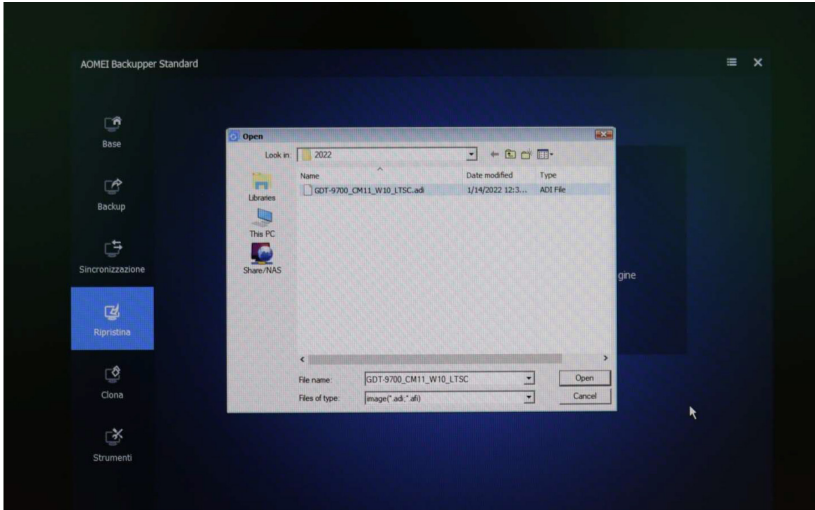 AOMEI Backupper Standard
Base
Backup
Sincronizzazione
Ripristina
Clona
Strumenti
Open
Look in:
2022
Name
Date modified
Type
GDT-9700_CM11_W10_LTSC.adi
1/14/2022 12:3...
ADI File
Libraries
This PC
Share/NAS
gine
File name:
GDT-9700_CM11_W10_LTSC
Open
Files of type:
image(*.adi;*.afi)
Cancel